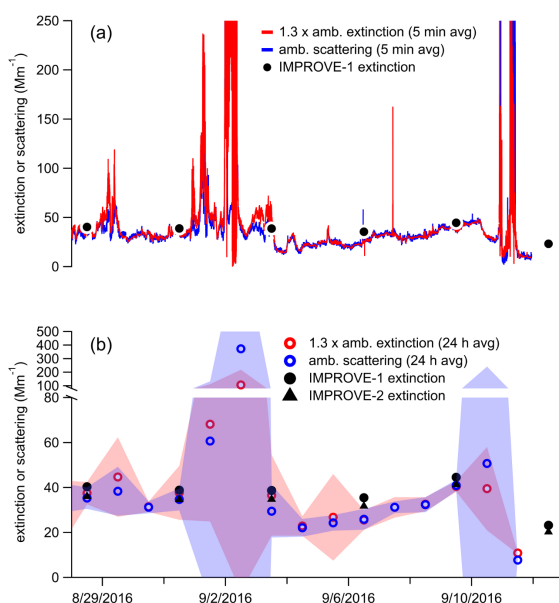 (a)
1.3 x amb. extinction (5 min avg)
amb. scattering (5 min avg)
IMPROVE-1 extinction
250
200
150
100
50
0
extinction or scattering (Mm⁻¹)
(b)
1.3 x amb. extinction (24 h avg)
amb. scattering (24 h avg)
IMPROVE-1 extinction
IMPROVE-2 extinction
500
400
300
200
100
80
60
40
20
0
extinction or scattering (Mm⁻¹)
8/29/2016 9/2/2016 9/6/2016 9/10/2016